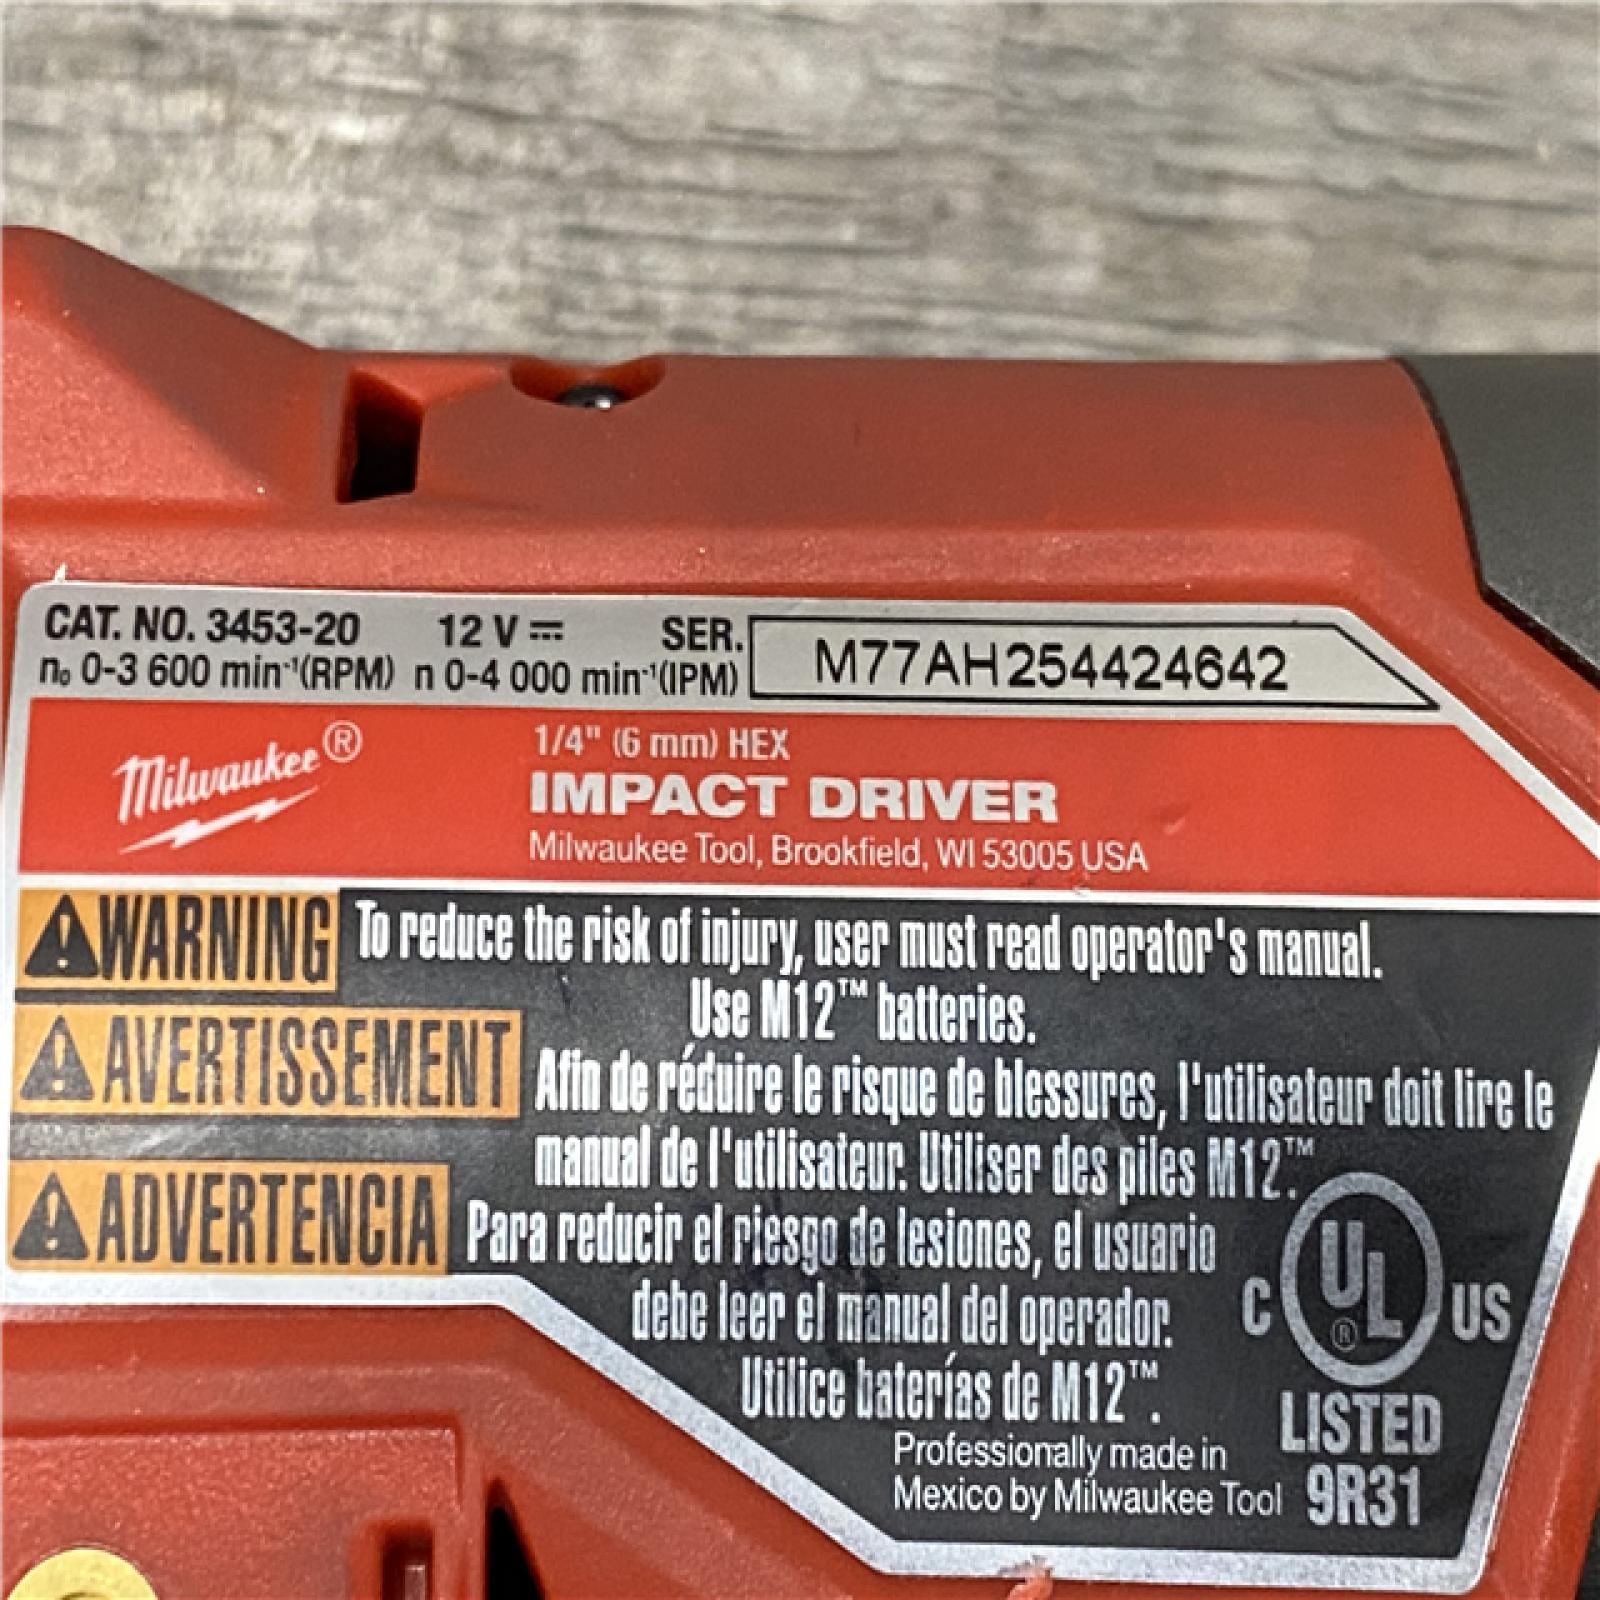 CAT. NO. 3453-20 12 V ⎓ SER. M77AH254424642
n₀ 0-3 600 min⁻¹(RPM) n 0-4 000 min⁻¹(IPM)
Milwaukee®
1/4" (6 mm) HEX
IMPACT DRIVER
Milwaukee Tool, Brookfield, WI 53005 USA
WARNING To reduce the risk of injury, user must read operator's manual.
Use M12™ batteries.
AVERTISSEMENT Afin de réduire le risque de blessures, l'utilisateur doit lire le
manual de l'utilisateur. Utiliser des piles M12™.
ADVERTENCIA Para reducir el riesgo de lesiones, el usuario
debe leer el manual del operador.
Utilice baterías de M12™.
C UL® US
LISTED
9R31
Professionally made in
Mexico by Milwaukee Tool